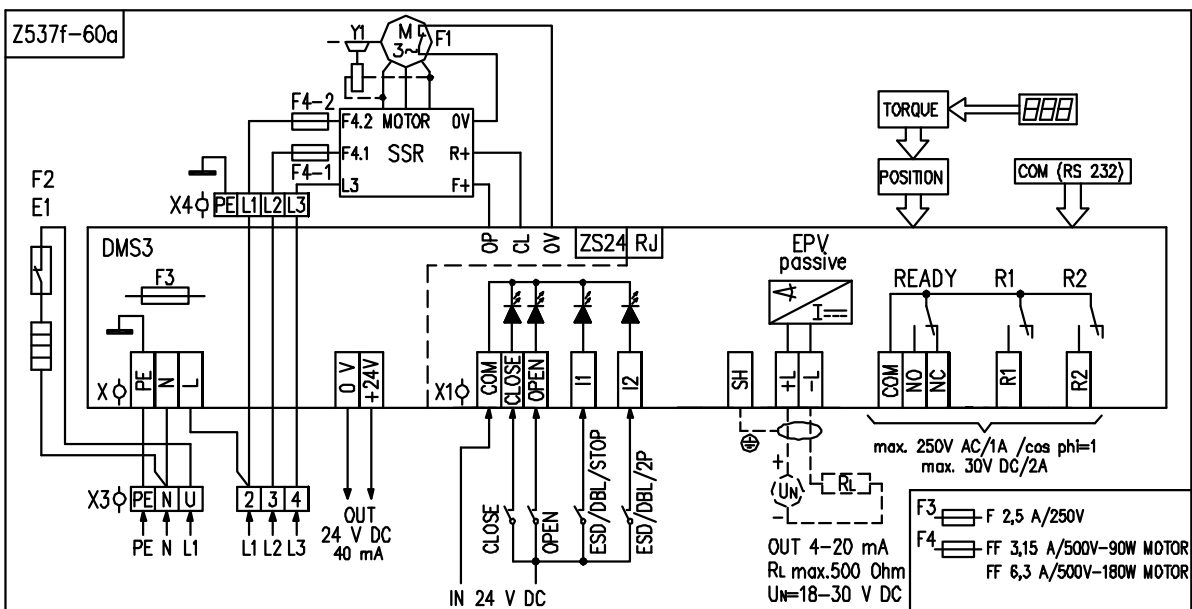 Z537f-60a
Y1
M
3~
F1
F4-2
F4.2 MOTOR 0V
F4.1 SSR R+
F4-1
L3 F+
X4 PE L1 L2 L3
TORQUE
POSITION
COM (RS 232)
F2
E1
DMS3
F3
OP CL 0V
ZS24 RJ
EPV
passive
I
READY R1 R2
X PE N L
0 V +24V
X1 COM CLOSE OPEN I1 I2
SH +L -L
COM NO NC R1 R2
max. 250V AC/1A /cos phi=1
max. 30V DC/2A
X3 PE N U 2 3 4
PE N L1 L1 L2 L3
OUT
24 V DC
40 mA
CLOSE OPEN ESD/DBL/STOP ESD/DBL/2P
IN 24 V DC
+
UN
-
RL
OUT 4-20 mA
RL max.500 Ohm
UN=18-30 V DC
F3 F 2,5 A/250V
F4 FF 3,15 A/500V-90W MOTOR
FF 6,3 A/500V-180W MOTOR